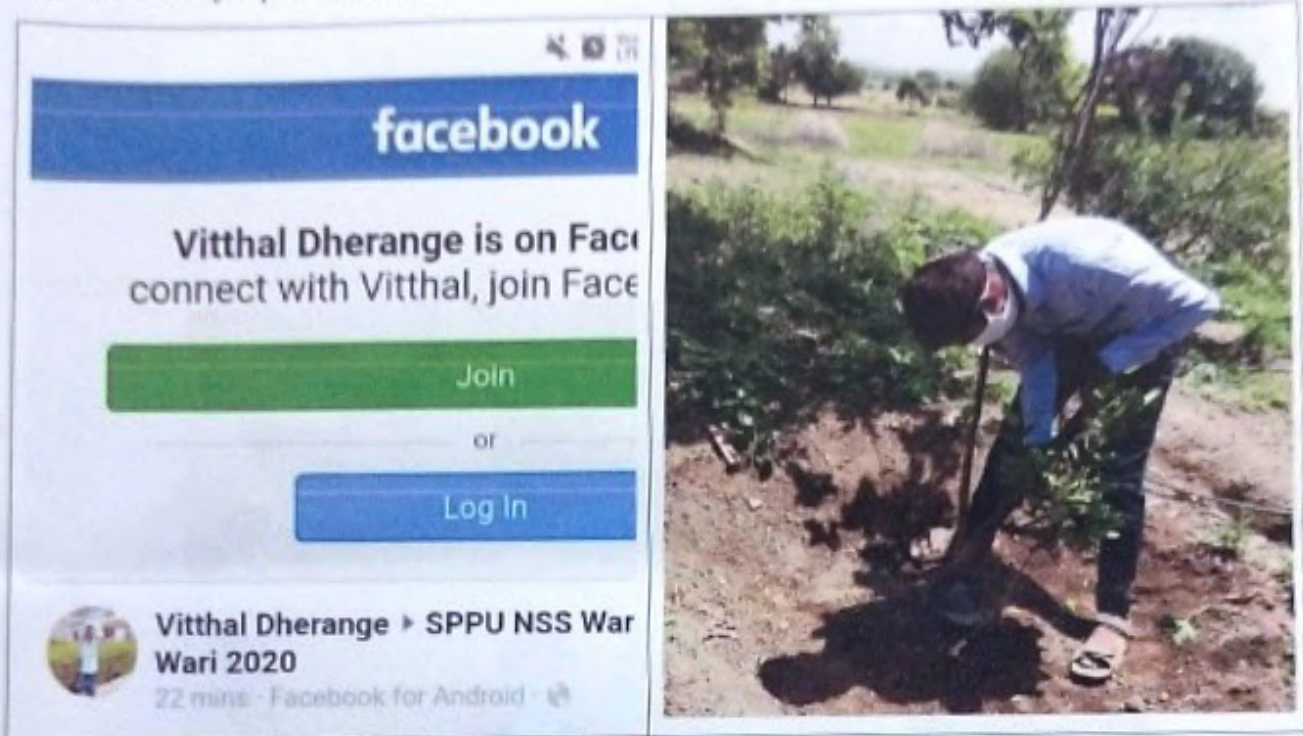 facebook
Vitthal Dherange is on Face
connect with Vitthal, join Face
Join
or
Log In
Vitthal Dherange ▸ SPPU NSS War
Wari 2020
22 mins · Facebook for Android ·